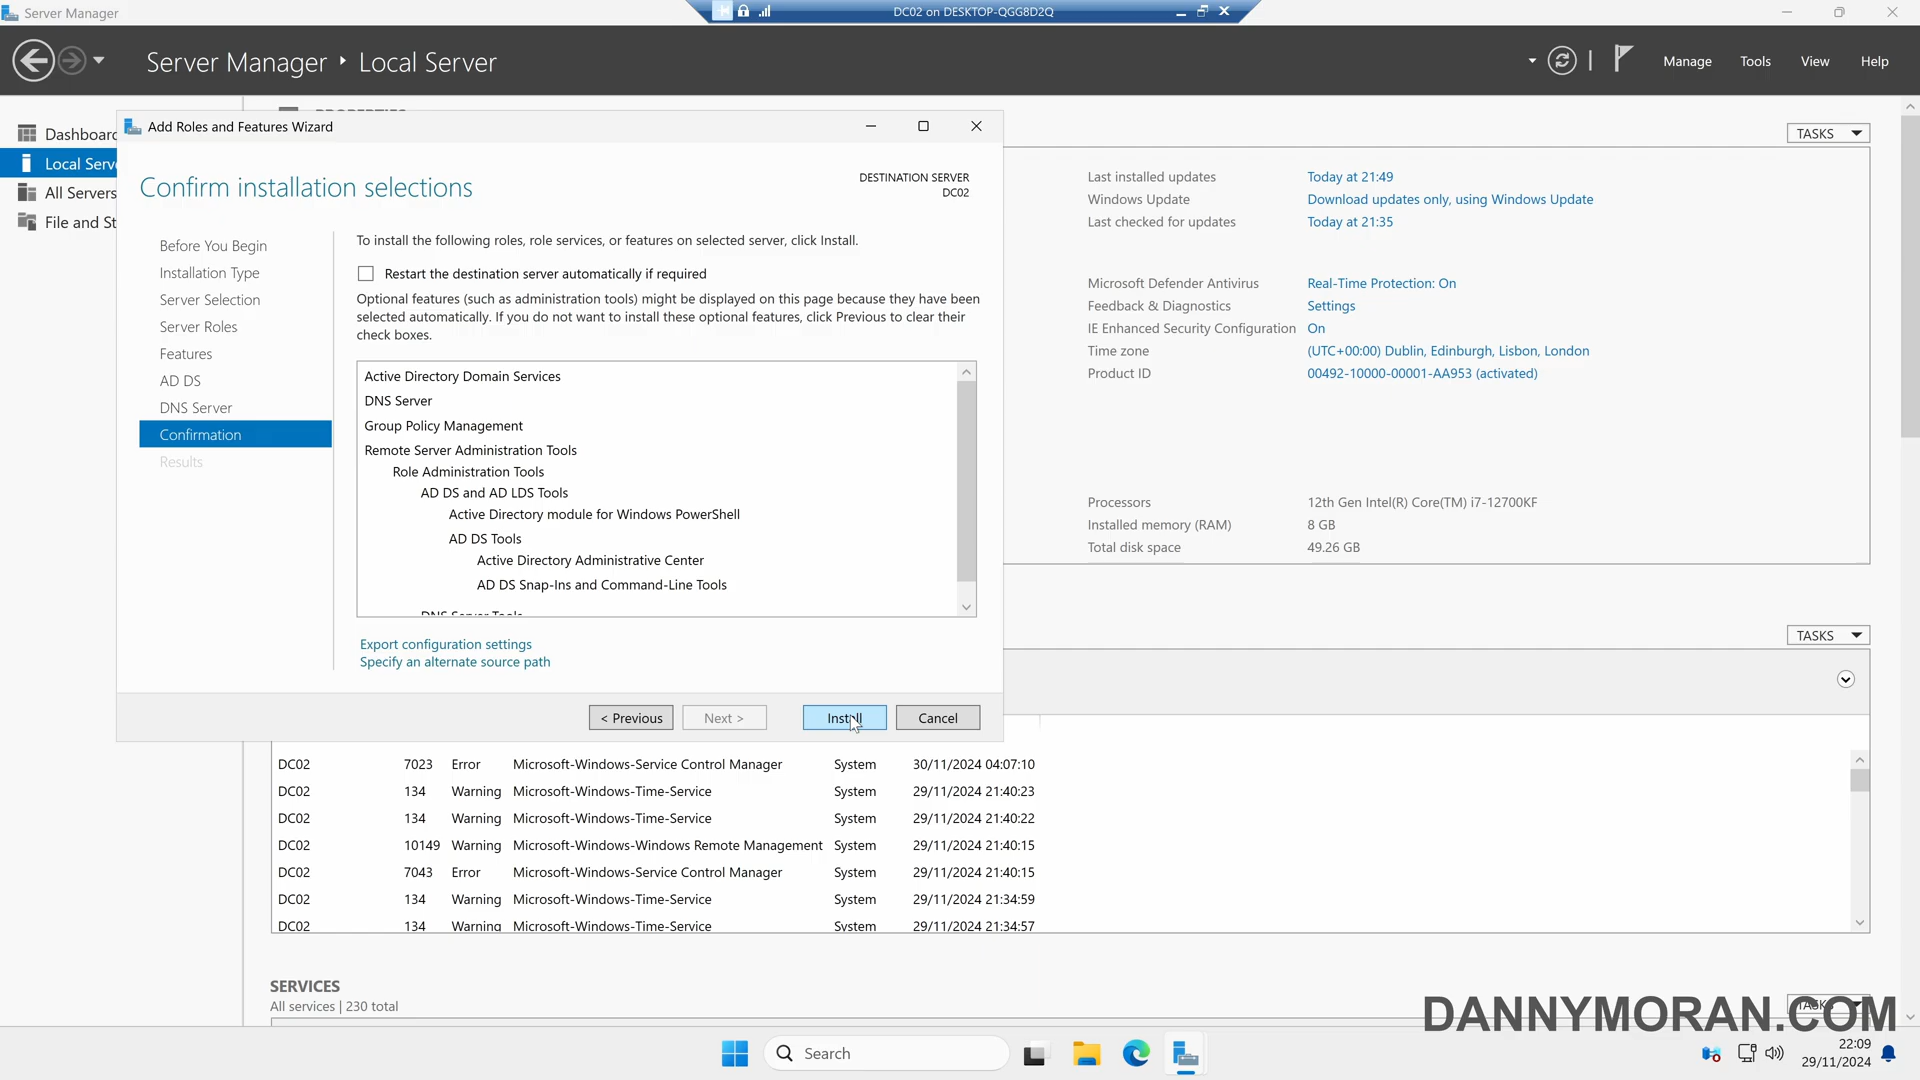 Server Manager
DC02 on DESKTOP-QGG8D2Q
Server Manager
Local Server
Manage
Tools
View
Help
Dashboard
Local Serve
All Servers
File and St
Add Roles and Features Wizard
Confirm installation selections
DESTINATION SERVER
DC02
Before You Begin
Installation Type
Server Selection
Server Roles
Features
AD DS
DNS Server
Confirmation
Results
To install the following roles, role services, or features on selected server, click Install.
Restart the destination server automatically if required
Optional features (such as administration tools) might be displayed on this page because they have been
selected automatically. If you do not want to install these optional features, click Previous to clear their
check boxes.
Active Directory Domain Services
DNS Server
Group Policy Management
Remote Server Administration Tools
Role Administration Tools
AD DS and AD LDS Tools
Active Directory module for Windows PowerShell
AD DS Tools
Active Directory Administrative Center
AD DS Snap-Ins and Command-Line Tools
DNS Server Tools
Export configuration settings
Specify an alternate source path
< Previous
Next >
Install
Cancel
TASKS
Last installed updates Today at 21:49
Windows Update Download updates only, using Windows Update
Last checked for updates Today at 21:35
Microsoft Defender Antivirus Real-Time Protection: On
Feedback & Diagnostics Settings
IE Enhanced Security Configuration On
Time zone (UTC+00:00) Dublin, Edinburgh, Lisbon, London
Product ID 00492-10000-00001-AA953 (activated)
Processors 12th Gen Intel(R) Core(TM) i7-12700KF
Installed memory (RAM) 8 GB
Total disk space 49.26 GB
TASKS
DC02 7023 Error Microsoft-Windows-Service Control Manager System 30/11/2024 04:07:10
DC02 134 Warning Microsoft-Windows-Time-Service System 29/11/2024 21:40:23
DC02 134 Warning Microsoft-Windows-Time-Service System 29/11/2024 21:40:22
DC02 10149 Warning Microsoft-Windows-Windows Remote Management System 29/11/2024 21:40:15
DC02 7043 Error Microsoft-Windows-Service Control Manager System 29/11/2024 21:40:15
DC02 134 Warning Microsoft-Windows-Time-Service System 29/11/2024 21:34:59
DC02 134 Warning Microsoft-Windows-Time-Service System 29/11/2024 21:34:57
SERVICES
All services | 230 total
TASKS
DANNYMORAN.COM
Search
22:09
29/11/2024